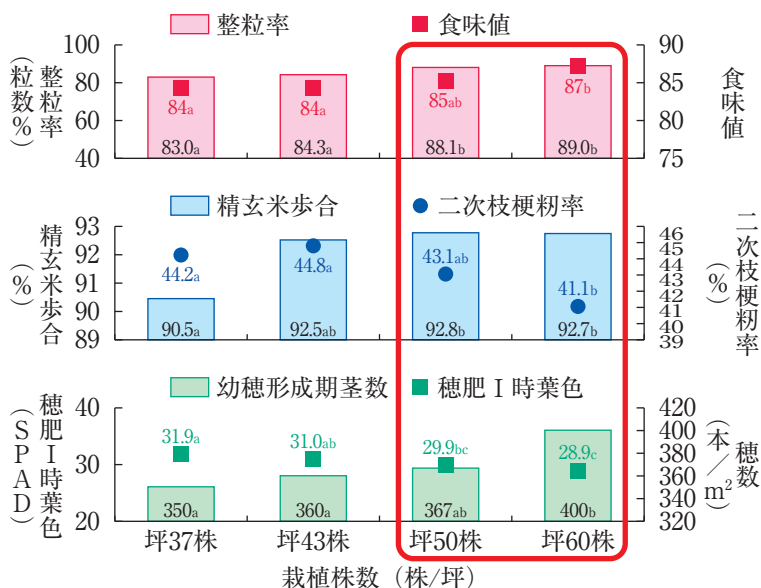 整粒率 食味値
整粒率（粒数％）
100
80
60
40
90
85
80
75
食味値
84a 84a 85ab 87b
83.0a 84.3a 88.1b 89.0b
精玄米歩合 二次枝梗籾率
精玄米歩合（％）
93
92
91
90
89
46
45
44
43
42
41
40
39
二次枝梗籾率（％）
44.2a 44.8a 43.1ab 41.1b
90.5a 92.5ab 92.8b 92.7b
幼穂形成期茎数 穂肥Ⅰ時葉色
穂肥Ⅰ時葉色（SPAD）
40
30
20
420
400
380
360
340
320
穂数（本／m²）
31.9a 31.0ab 29.9bc 28.9c
350a 360a 367ab 400b
坪37株 坪43株 坪50株 坪60株
栽植株数（株/坪）